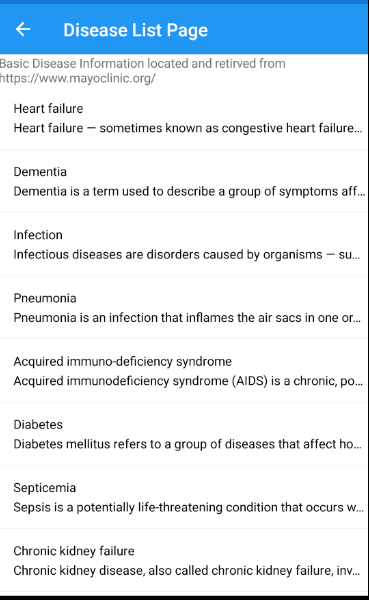 Disease List Page
Basic Disease Information located and retirved from
https://www.mayoclinic.org/
Heart failure
Heart failure — sometimes known as congestive heart failure...
Dementia
Dementia is a term used to describe a group of symptoms aff...
Infection
Infectious diseases are disorders caused by organisms — su...
Pneumonia
Pneumonia is an infection that inflames the air sacs in one or...
Acquired immuno-deficiency syndrome
Acquired immunodeficiency syndrome (AIDS) is a chronic, po...
Diabetes
Diabetes mellitus refers to a group of diseases that affect ho...
Septicemia
Sepsis is a potentially life-threatening condition that occurs w...
Chronic kidney failure
Chronic kidney disease, also called chronic kidney failure, inv...